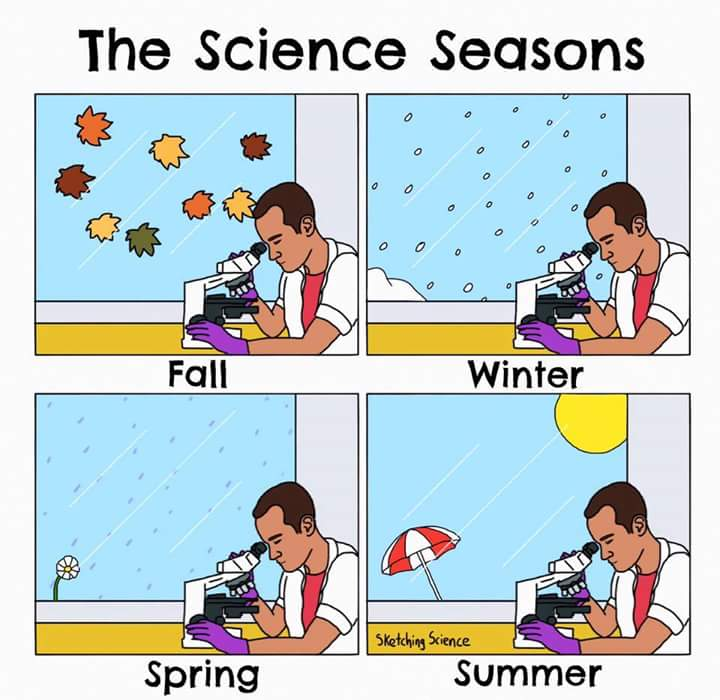 The Science Seasons
Fall
Winter
Sketching Science
Spring
Summer